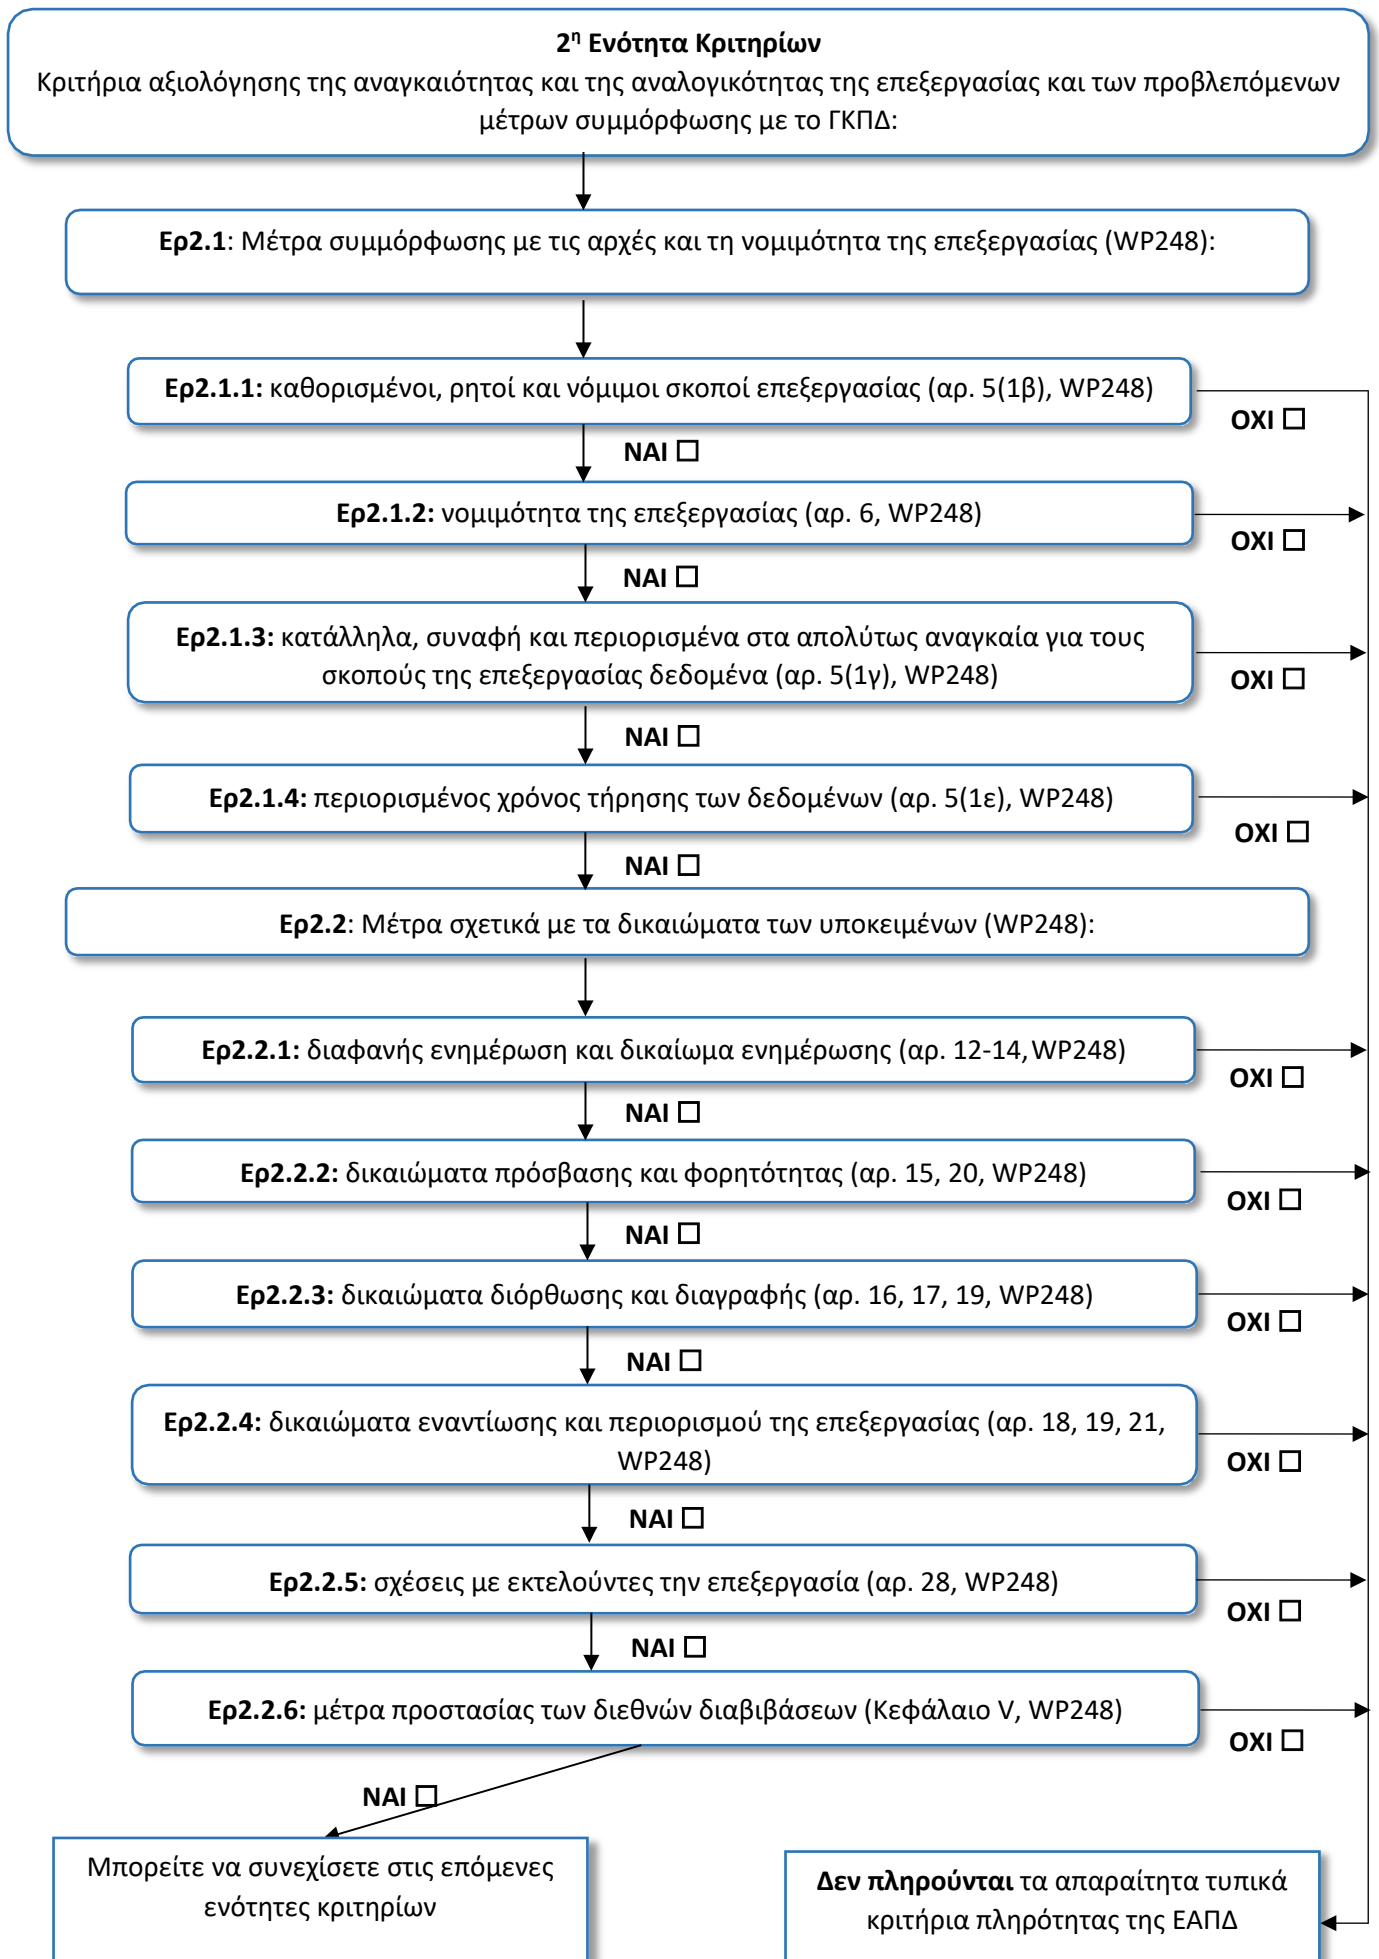 2η Ενότητα Κριτηρίων
Κριτήρια αξιολόγησης της αναγκαιότητας και της αναλογικότητας της επεξεργασίας και των προβλεπόμενων
μέτρων συμμόρφωσης με το ΓΚΠΔ:
Ερ2.1: Μέτρα συμμόρφωσης με τις αρχές και τη νομιμότητα της επεξεργασίας (WP248):
Ερ2.1.1: καθορισμένοι, ρητοί και νόμιμοι σκοποί επεξεργασίας (αρ. 5(1β), WP248)
ΟΧΙ ☐
ΝΑΙ ☐
Ερ2.1.2: νομιμότητα της επεξεργασίας (αρ. 6, WP248)
ΟΧΙ ☐
ΝΑΙ ☐
Ερ2.1.3: κατάλληλα, συναφή και περιορισμένα στα απολύτως αναγκαία για τους
σκοπούς της επεξεργασίας δεδομένα (αρ. 5(1γ), WP248)
ΟΧΙ ☐
ΝΑΙ ☐
Ερ2.1.4: περιορισμένος χρόνος τήρησης των δεδομένων (αρ. 5(1ε), WP248)
ΟΧΙ ☐
ΝΑΙ ☐
Ερ2.2: Μέτρα σχετικά με τα δικαιώματα των υποκειμένων (WP248):
Ερ2.2.1: διαφανής ενημέρωση και δικαίωμα ενημέρωσης (αρ. 12-14, WP248)
ΟΧΙ ☐
ΝΑΙ ☐
Ερ2.2.2: δικαιώματα πρόσβασης και φορητότητας (αρ. 15, 20, WP248)
ΟΧΙ ☐
ΝΑΙ ☐
Ερ2.2.3: δικαιώματα διόρθωσης και διαγραφής (αρ. 16, 17, 19, WP248)
ΟΧΙ ☐
ΝΑΙ ☐
Ερ2.2.4: δικαιώματα εναντίωσης και περιορισμού της επεξεργασίας (αρ. 18, 19, 21,
WP248)
ΟΧΙ ☐
ΝΑΙ ☐
Ερ2.2.5: σχέσεις με εκτελούντες την επεξεργασία (αρ. 28, WP248)
ΟΧΙ ☐
ΝΑΙ ☐
Ερ2.2.6: μέτρα προστασίας των διεθνών διαβιβάσεων (Κεφάλαιο V, WP248)
ΟΧΙ ☐
ΝΑΙ ☐
Μπορείτε να συνεχίσετε στις επόμενες
ενότητες κριτηρίων
Δεν πληρούνται τα απαραίτητα τυπικά
κριτήρια πληρότητας της ΕΑΠΔ